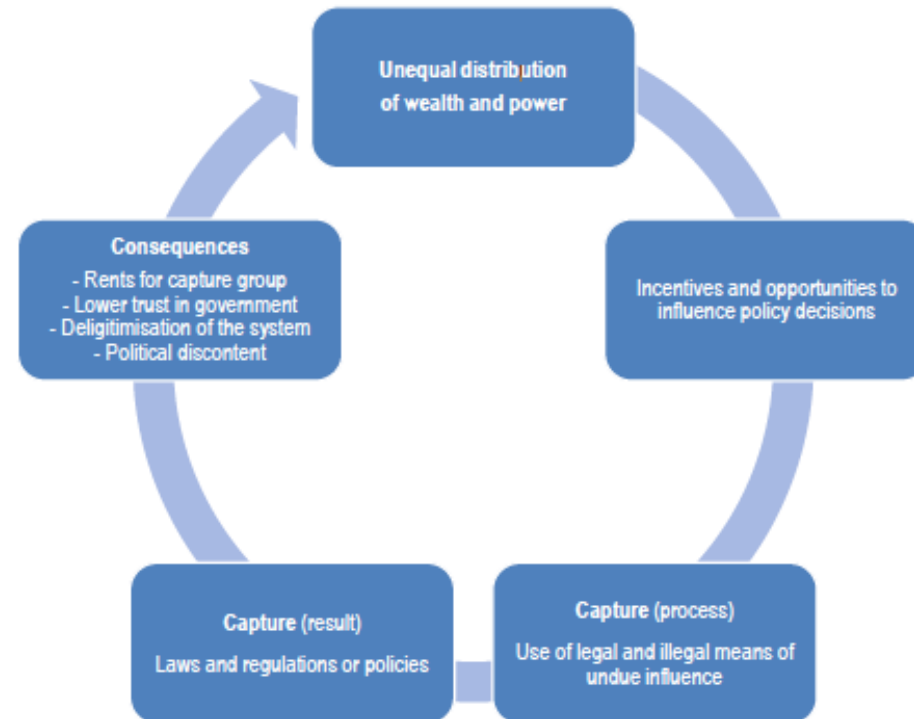 Unequal distribution
of wealth and power
Incentives and opportunities to
influence policy decisions
Capture (process)
Use of legal and illegal means of
undue influence
Capture (result)
Laws and regulations or policies
Consequences
- Rents for capture group
- Lower trust in government
- Deligitimisation of the system
- Political discontent